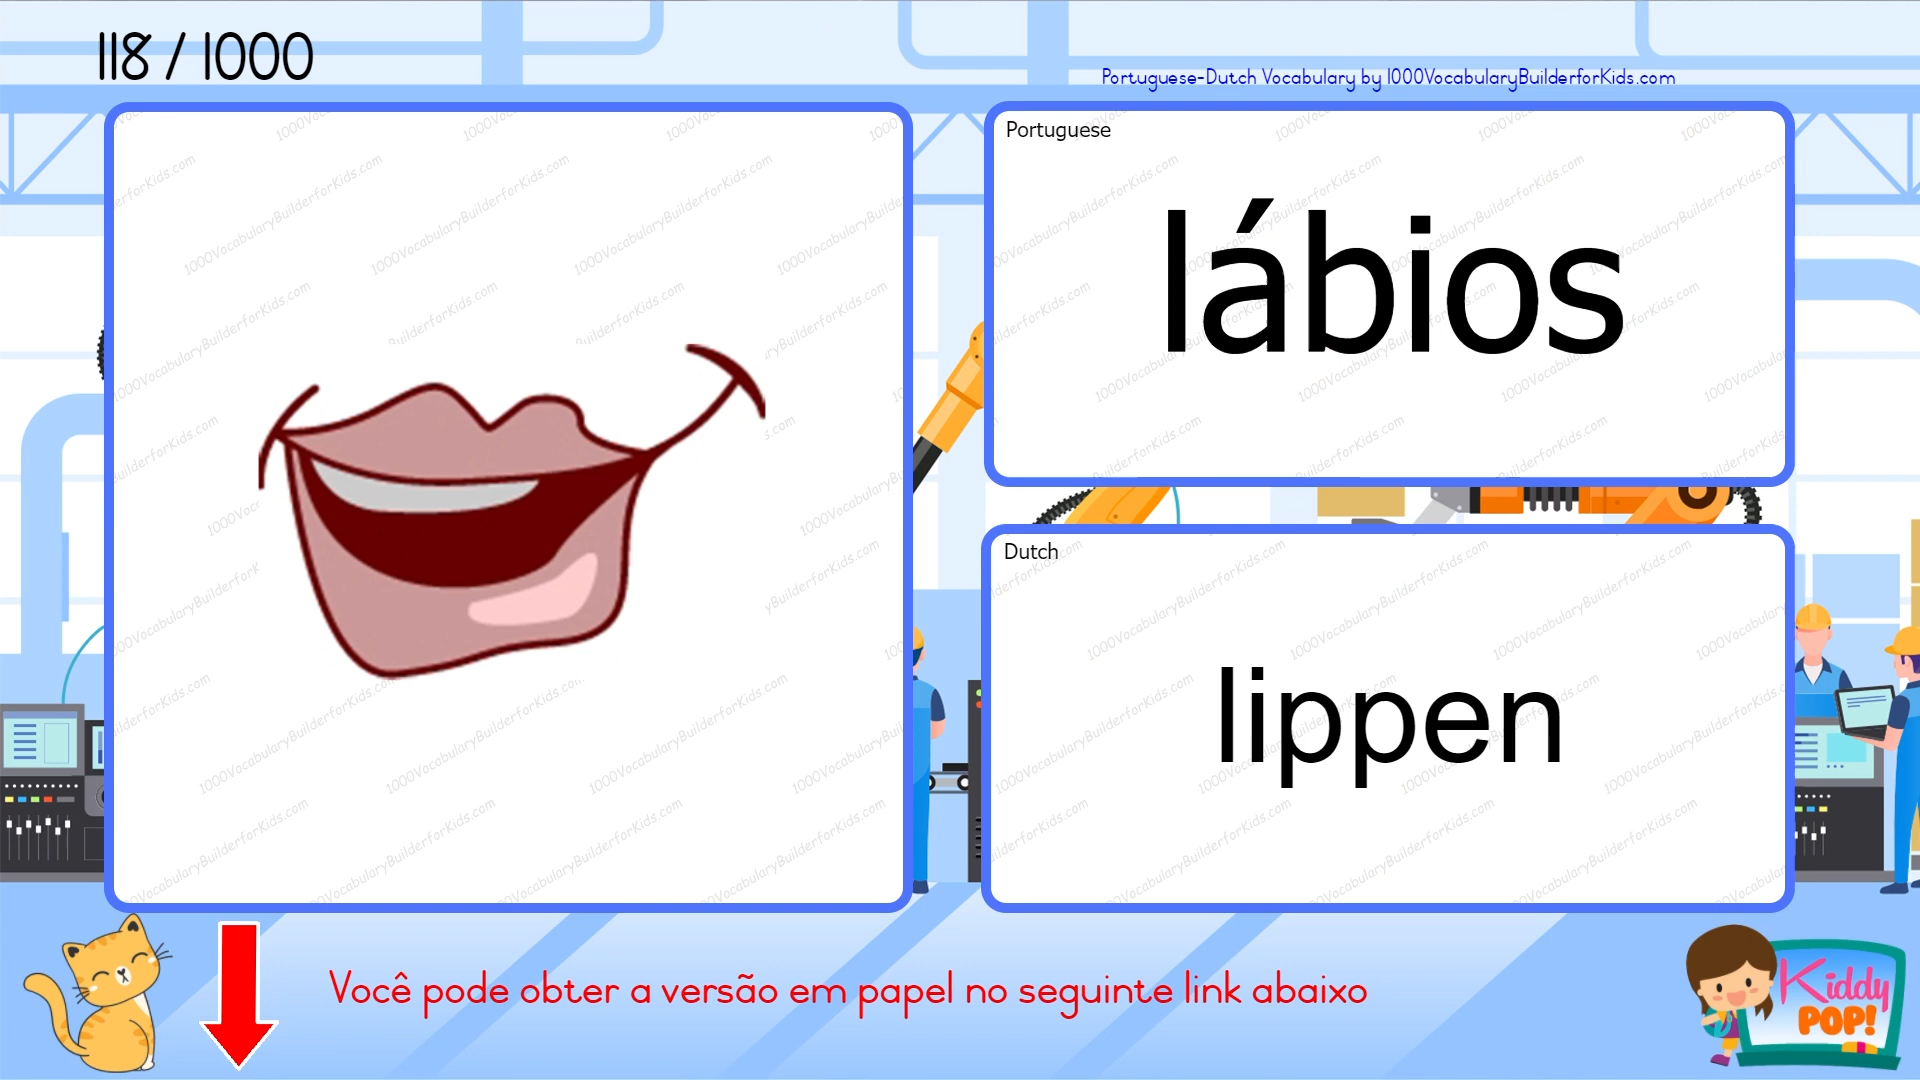 118 / 1000
Portuguese-Dutch Vocabulary by 1000VocabularyBuilderforKids.com
Portuguese
lábios
Dutch
lippen
Você pode obter a versão em papel no seguinte link abaixo
Kiddy
POP!